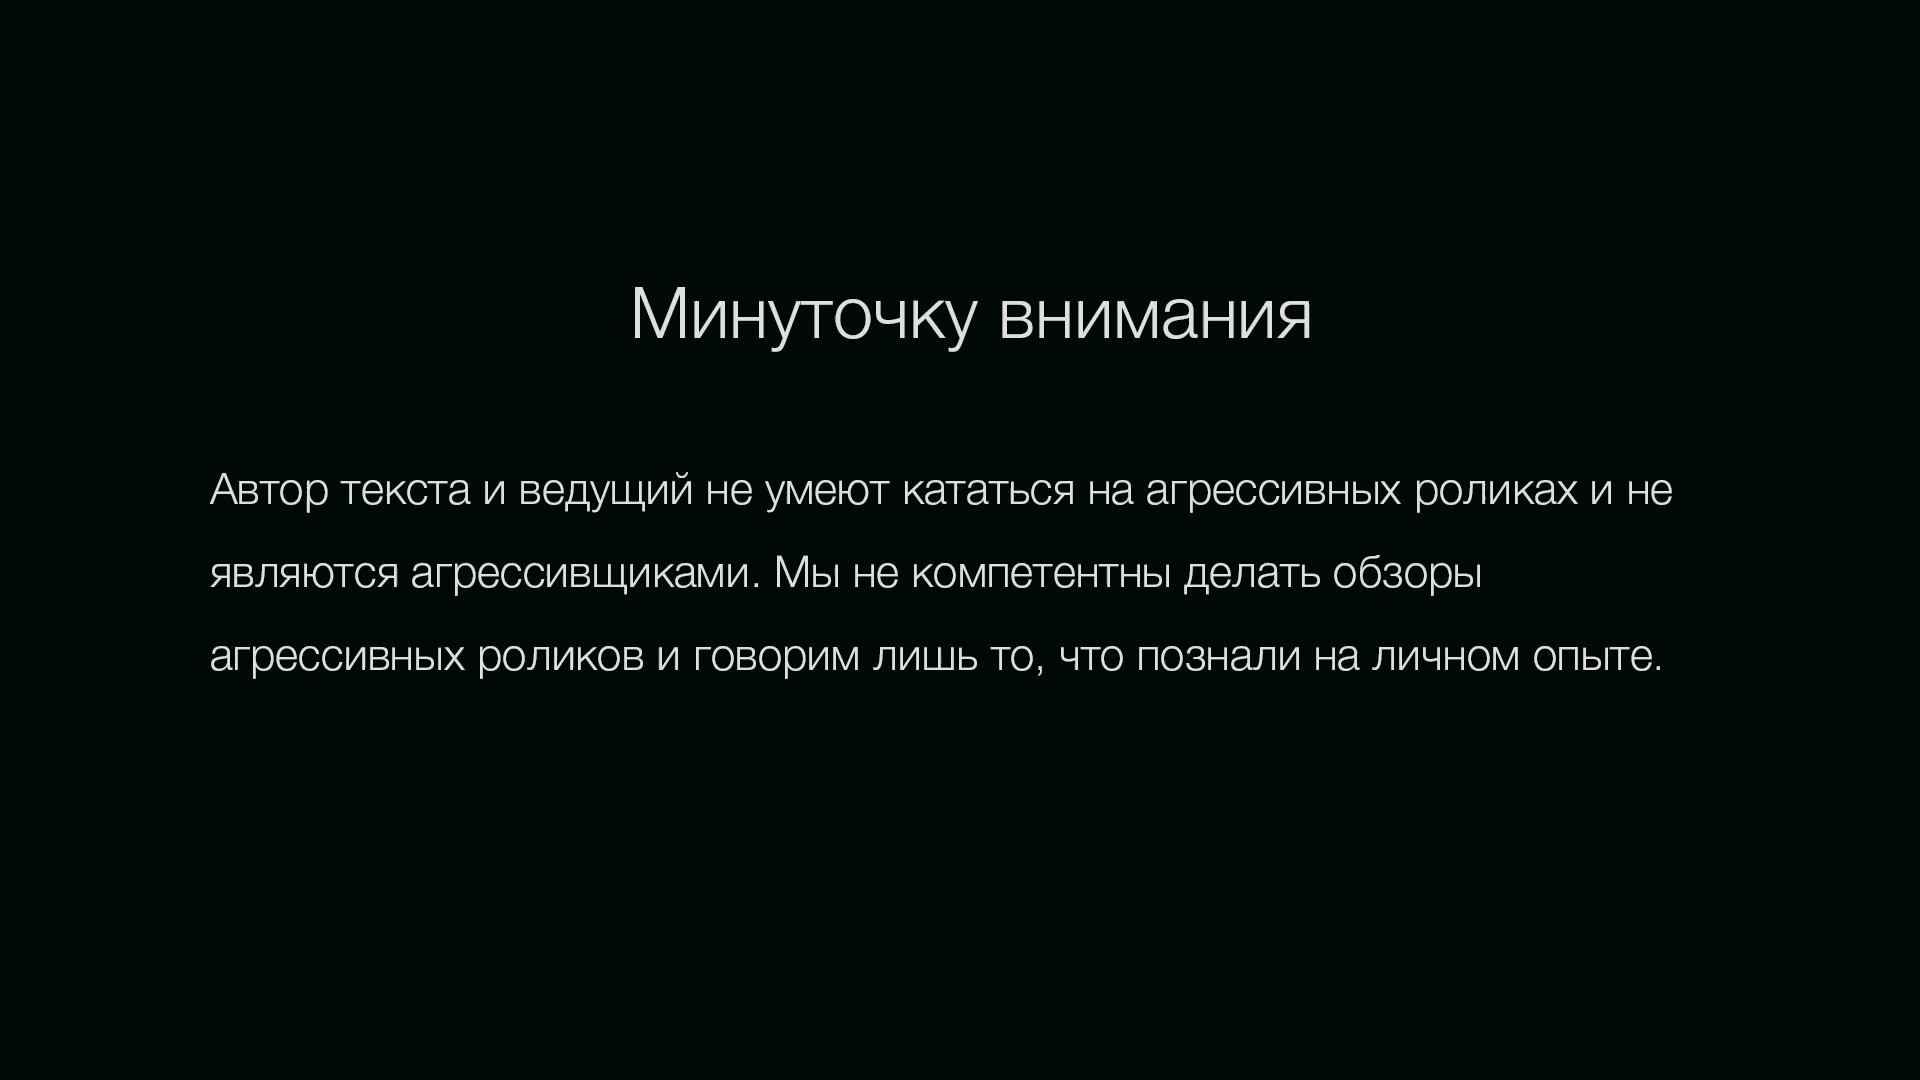 Минуточку внимания
Автор текста и ведущий не умеют кататься на агрессивных роликах и не
являются агрессивщиками. Мы не компетентны делать обзоры
агрессивных роликов и говорим лишь то, что познали на личном опыте.